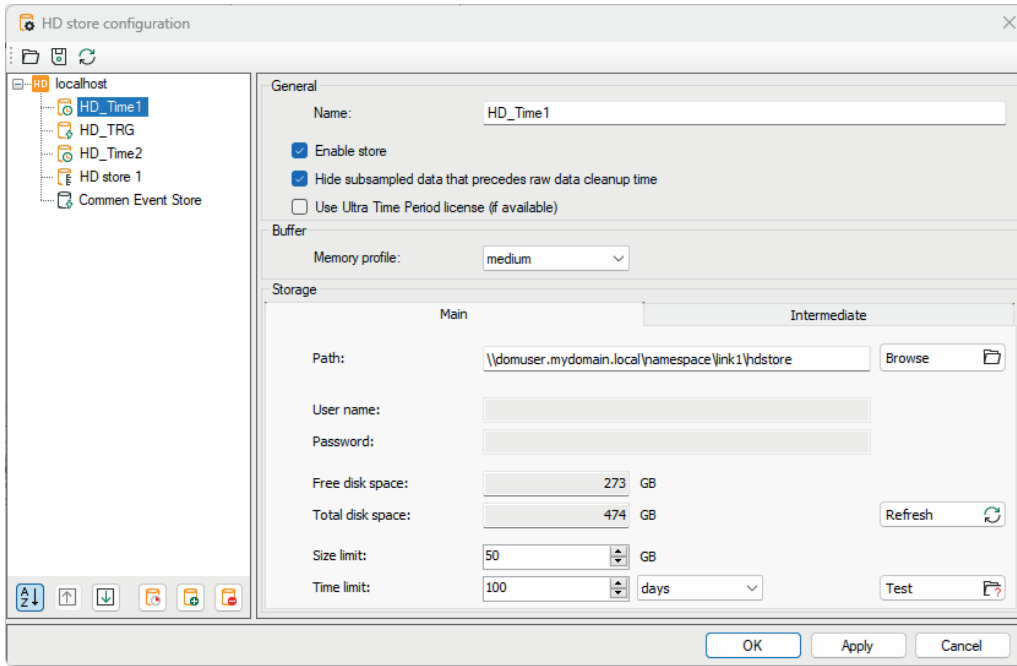 HD store configuration
HD localhost
HD_Time1
HD_TRG
HD_Time2
HD store 1
Commen Event Store
A
Z
General
Name: HD_Time1
Enable store
Hide subsampled data that precedes raw data cleanup time
Use Ultra Time Period license (if available)
Buffer
Memory profile: medium
Storage
Main Intermediate
Path: \\domuser.mydomain.local\namespace\link1\hdstore Browse
User name:
Password:
Free disk space: 273 GB
Total disk space: 474 GB Refresh
Size limit: 50 GB
Time limit: 100 days Test
OK Apply Cancel